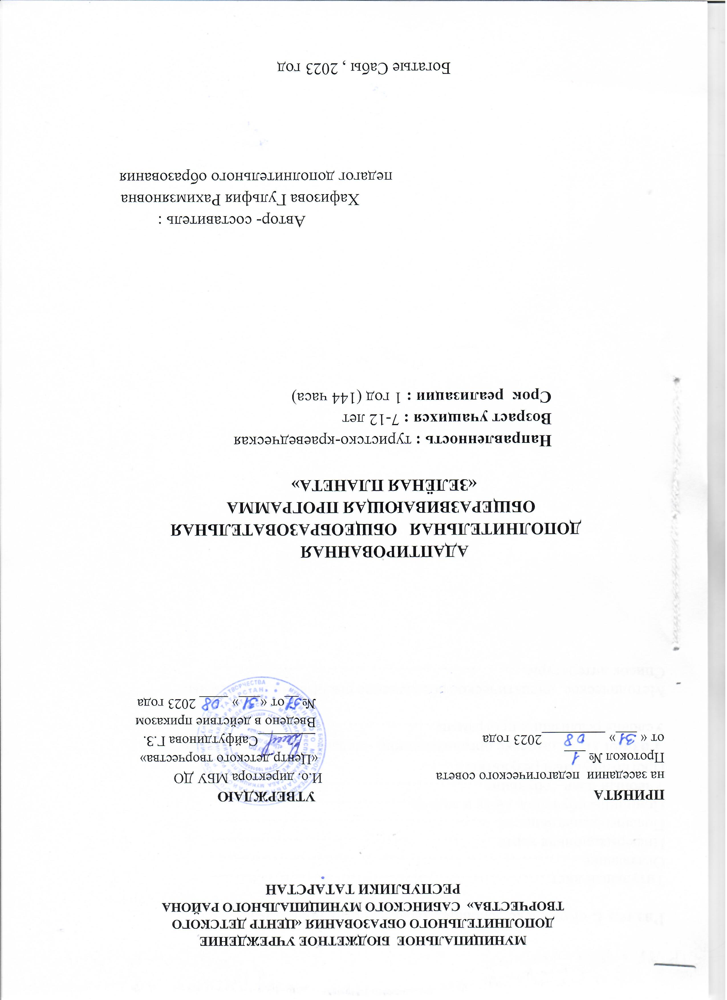 МУНИЦИПАЛЬНОЕ БЮДЖЕТНОЕ УЧРЕЖДЕНИЕ
ДОПОЛНИТЕЛЬНОГО ОБРАЗОВАНИЯ «ЦЕНТР ДЕТСКОГО
ТВОРЧЕСТВА» САБИНСКОГО МУНИЦИПАЛЬНОГО РАЙОНА
РЕСПУБЛИКИ ТАТАРСТАН
ПРИНЯТА
на заседании педагогического совета
Протокол № 1
от « 31 » 08 2023 года
УТВЕРЖДАЮ
И.о. директора МБУ ДО
«Центр детского творчества»
Сайфутдинова Г.З.
Введено в действие приказом
№ 51 от « 31 » 08 2023 года
АДАПТИРОВАННАЯ
ДОПОЛНИТЕЛЬНАЯ ОБЩЕОБРАЗОВАТЕЛЬНАЯ
ОБЩЕРАЗВИВАЮЩАЯ ПРОГРАММА
«ЗЕЛЁНАЯ ПЛАНЕТА»
Направленность : туристско-краеведческая
Возраст учащихся : 7-12 лет
Срок реализации : 1 год (144 часа)
Автор- составитель :
Хафизова Гульфия Рахимзяновна
педагог дополнительного образования
Богатые Сабы , 2023 год